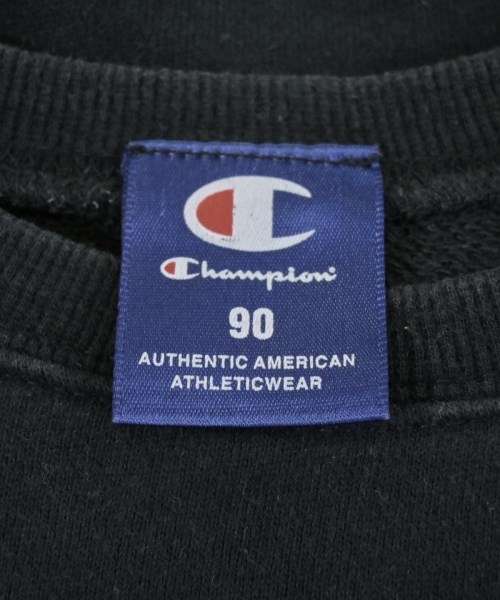 Champion
90
AUTHENTIC AMERICAN
ATHLETICWEAR